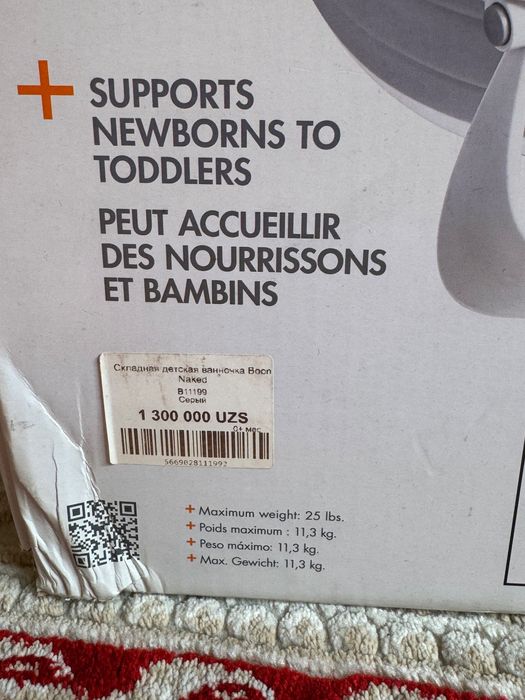 + SUPPORTS
NEWBORNS TO
TODDLERS
PEUT ACCUEILLIR
DES NOURRISSONS
ET BAMBINS
Складная детская ванночка Boon
Naked
B11199
Серый
1 300 000 UZS
0+ мес
5669028111992
+ Maximum weight: 25 lbs.
+ Poids maximum : 11,3 kg.
+ Peso máximo: 11,3 kg.
+ Max. Gewicht: 11,3 kg.